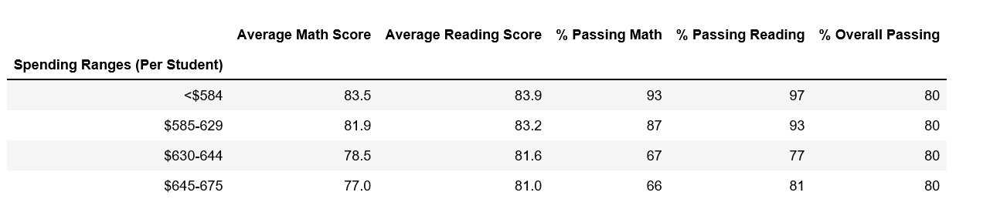 Average Math Score Average Reading Score % Passing Math % Passing Reading % Overall Passing
Spending Ranges (Per Student)
<$584 83.5 83.9 93 97 80
$585-629 81.9 83.2 87 93 80
$630-644 78.5 81.6 67 77 80
$645-675 77.0 81.0 66 81 80